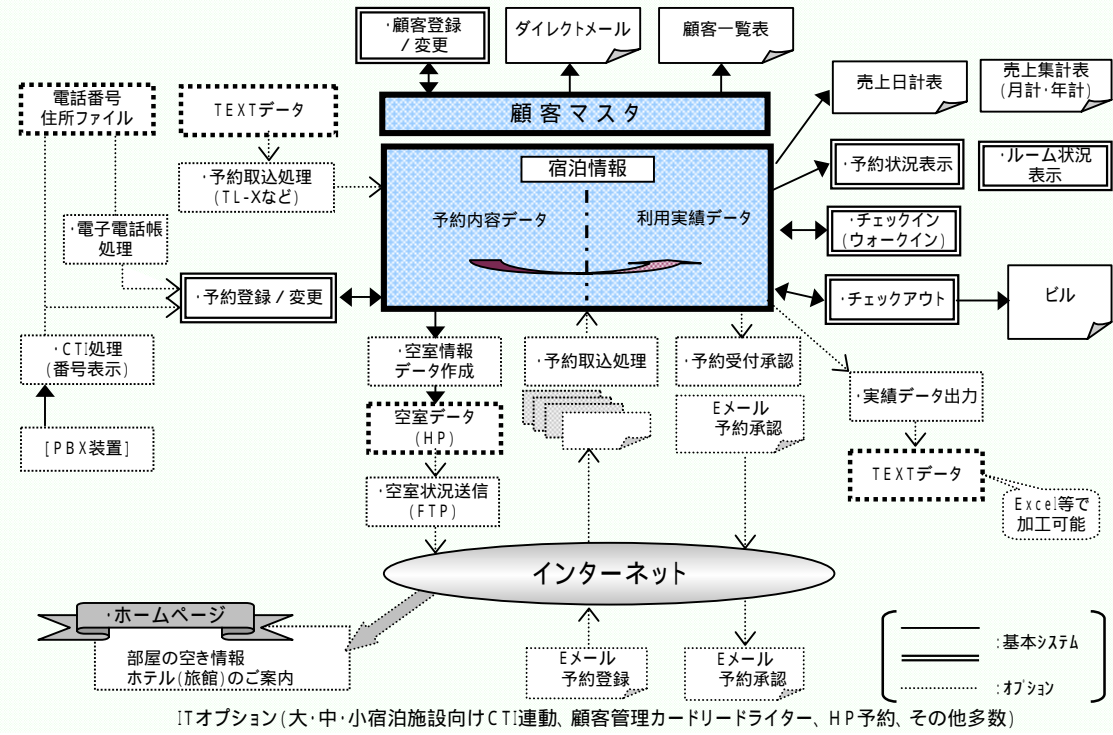 ・顧客登録
/ 変更
ダイレクトメール
顧客一覧表
電話番号
住所ファイル
TEXTデータ
顧客マスタ
売上日計表
売上集計表
(月計・年計)
・予約取込処理
(TL-Xなど)
宿泊情報
予約内容データ
利用実績データ
・予約状況表示
・ルーム状況
表示
・電子電話帳
処理
・チェックイン
(ウォークイン)
・予約登録 / 変更
・チェックアウト
ビル
・CTI処理
(番号表示)
・空室情報
データ作成
・予約取込処理
・予約受付承認
・実績データ出力
[PBX装置]
空室データ
(HP)
Eメール
予約承認
TEXTデータ
・空室状況送信
(FTP)
Excel等で
加工可能
インターネット
・ホームページ
部屋の空き情報
ホテル(旅館)のご案内
Eメール
予約登録
Eメール
予約承認
:基本システム
:オプション
ITオプション(大・中・小宿泊施設向けCTI連動、顧客管理カードリードライター、HP予約、その他多数)